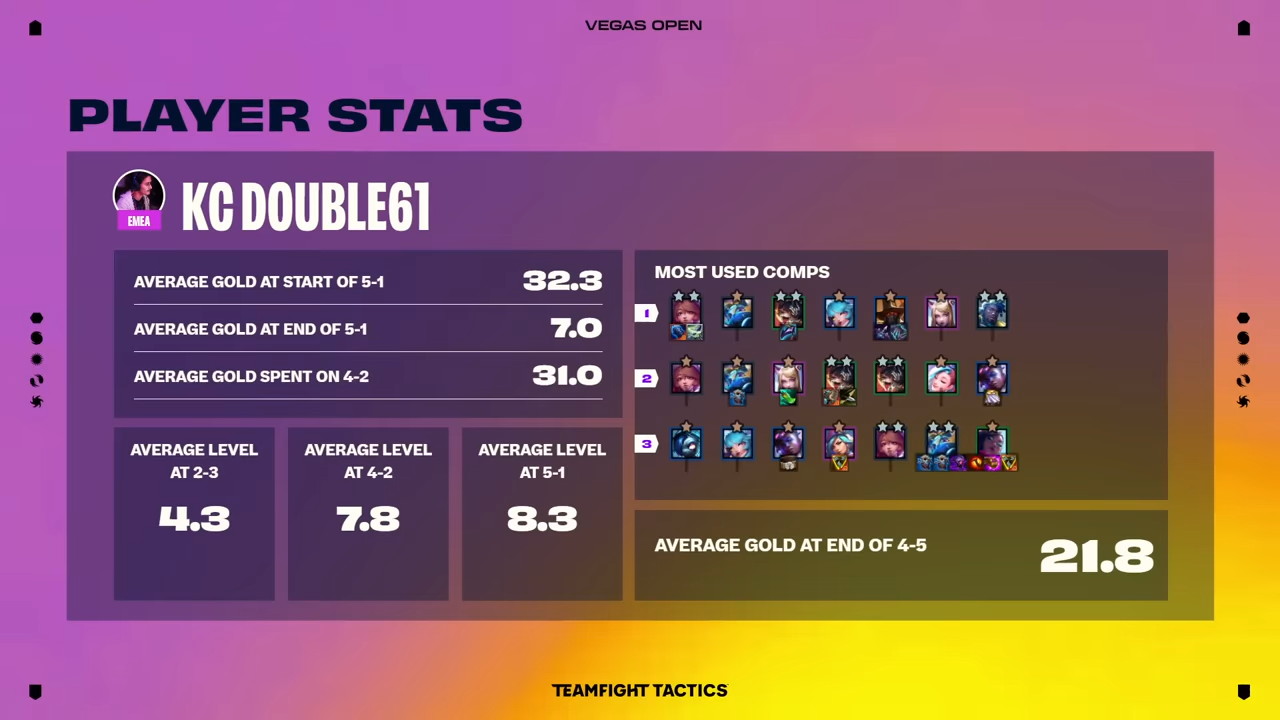 VEGAS OPEN
PLAYER STATS
EMEA
KC DOUBLE61
AVERAGE GOLD AT START OF 5-1
32.3
AVERAGE GOLD AT END OF 5-1
7.0
AVERAGE GOLD SPENT ON 4-2
31.0
AVERAGE LEVEL
AT 2-3
4.3
AVERAGE LEVEL
AT 4-2
7.8
AVERAGE LEVEL
AT 5-1
8.3
MOST USED COMPS
1
2
3
AVERAGE GOLD AT END OF 4-5
21.8
TEAMFIGHT TACTICS